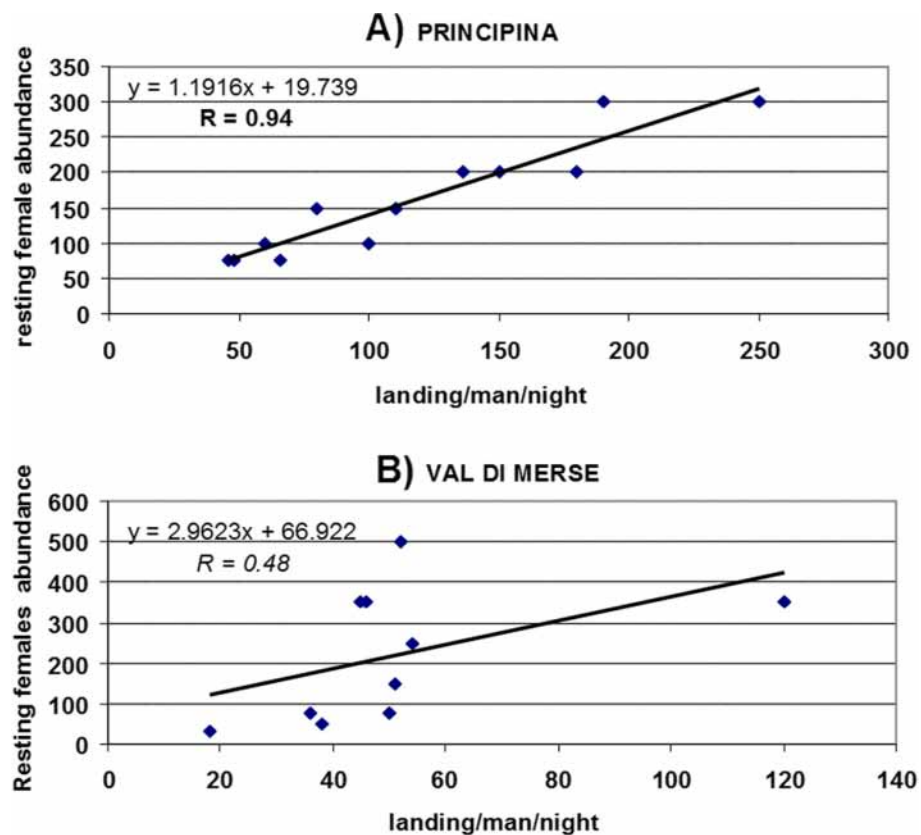 A) PRINCIPINA
350
y = 1.1916x + 19.739
300
R = 0.94
250
200
150
100
50
0
resting female abundance
0 50 100 150 200 250 300
landing/man/night
B) VAL DI MERSE
600
y = 2.9623x + 66.922
500
R = 0.48
400
300
200
100
0
Resting females abundance
0 20 40 60 80 100 120 140
landing/man/night